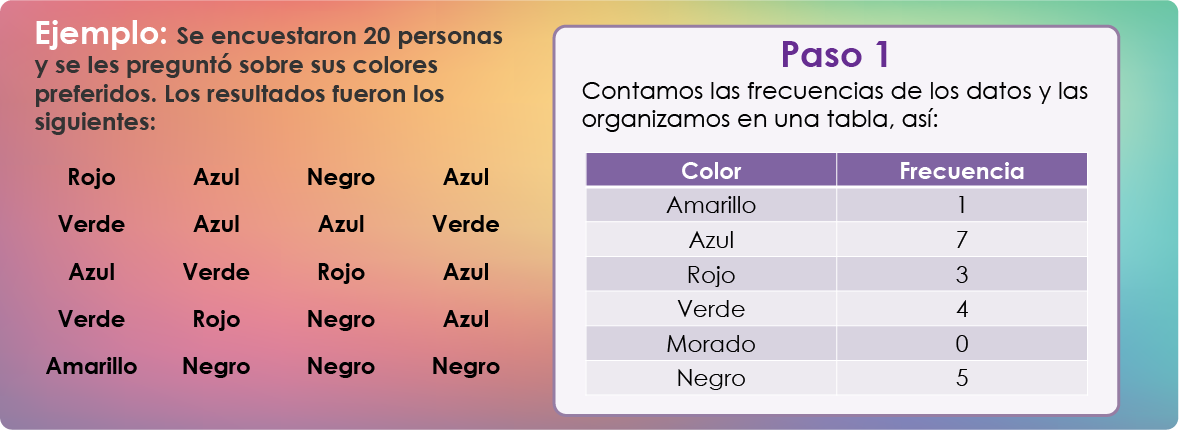 Ejemplo: Se encuestaron 20 personas
y se les preguntó sobre sus colores
preferidos. Los resultados fueron los
siguientes:
Rojo Azul Negro Azul
Verde Azul Azul Verde
Azul Verde Rojo Azul
Verde Rojo Negro Azul
Amarillo Negro Negro Negro
Paso 1
Contamos las frecuencias de los datos y las
organizamos en una tabla, así:
Color Frecuencia
Amarillo 1
Azul 7
Rojo 3
Verde 4
Morado 0
Negro 5